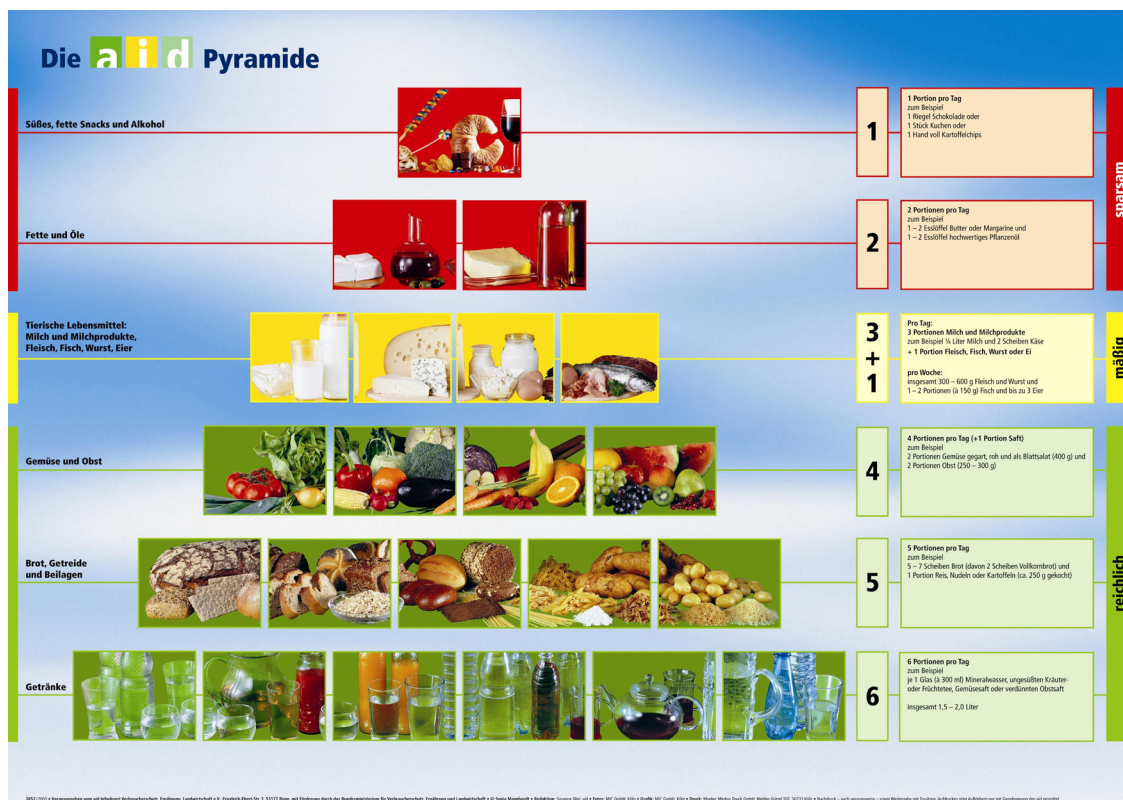 Die aid Pyramide
Süßes, fette Snacks und Alkohol
1
1 Portion pro Tag
zum Beispiel
1 Riegel Schokolade oder
1 Stück Kuchen oder
1 Hand voll Kartoffelchips
sparsam
Fette und Öle
2
2 Portionen pro Tag
zum Beispiel
1 – 2 Esslöffel Butter oder Margarine und
1 – 2 Esslöffel hochwertiges Pflanzenöl
Tierische Lebensmittel:
Milch und Milchprodukte,
Fleisch, Fisch, Wurst, Eier
3
+
1
Pro Tag:
3 Portionen Milch und Milchprodukte
zum Beispiel ¼ Liter Milch und 2 Scheiben Käse
+ 1 Portion Fleisch, Fisch, Wurst oder Ei
pro Woche:
insgesamt 300 – 600 g Fleisch und Wurst und
1 – 2 Portionen (à 150 g) Fisch und bis zu 3 Eier
mäßig
Gemüse und Obst
4
4 Portionen pro Tag (+1 Portion Saft)
zum Beispiel
2 Portionen Gemüse gegart, roh und als Blattsalat (400 g) und
2 Portionen Obst (250 – 300 g)
Brot, Getreide
und Beilagen
5
5 Portionen pro Tag
zum Beispiel
5 – 7 Scheiben Brot (davon 2 Scheiben Vollkornbrot) und
1 Portion Reis, Nudeln oder Kartoffeln (ca. 250 g gekocht)
reichlich
Getränke
6
6 Portionen pro Tag
zum Beispiel
je 1 Glas (à 300 ml) Mineralwasser, ungesüßten Kräuter-
oder Früchtetee, Gemüsesaft oder verdünnten Obstsaft
insgesamt 1,5 – 2,0 Liter